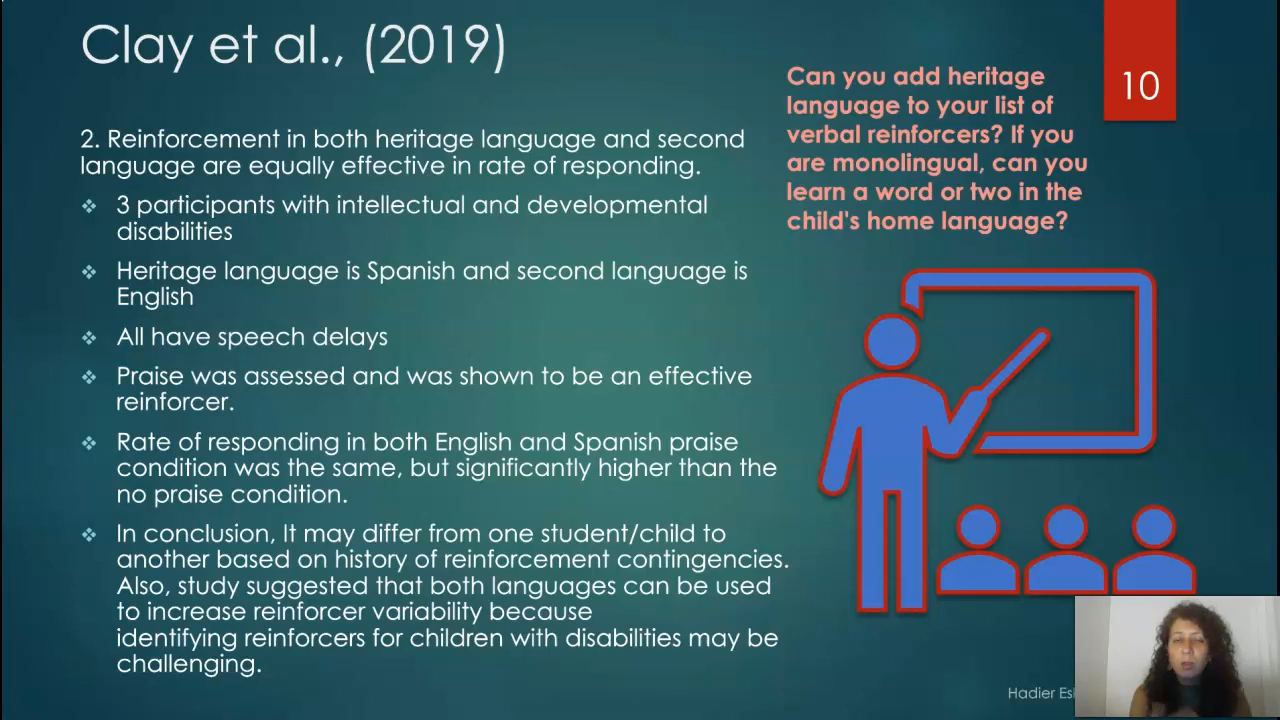 Clay et al., (2019)
10
2. Reinforcement in both heritage language and second
language are equally effective in rate of responding.
3 participants with intellectual and developmental
disabilities
Heritage language is Spanish and second language is
English
All have speech delays
Praise was assessed and was shown to be an effective
reinforcer.
Rate of responding in both English and Spanish praise
condition was the same, but significantly higher than the
no praise condition.
In conclusion, It may differ from one student/child to
another based on history of reinforcement contingencies.
Also, study suggested that both languages can be used
to increase reinforcer variability because
identifying reinforcers for children with disabilities may be
challenging.
Can you add heritage
language to your list of
verbal reinforcers? If you
are monolingual, can you
learn a word or two in the
child's home language?
Hadier